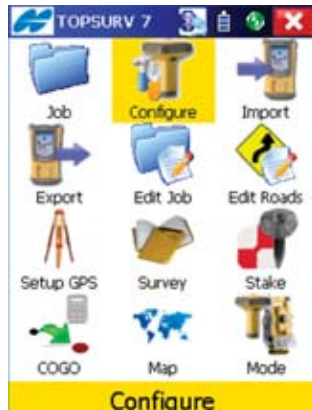 TOPSURV 7
Job
Configure
Import
Export
Edit Job
Edit Roads
Setup GPS
Survey
Stake
COGO
Map
Mode
Configure